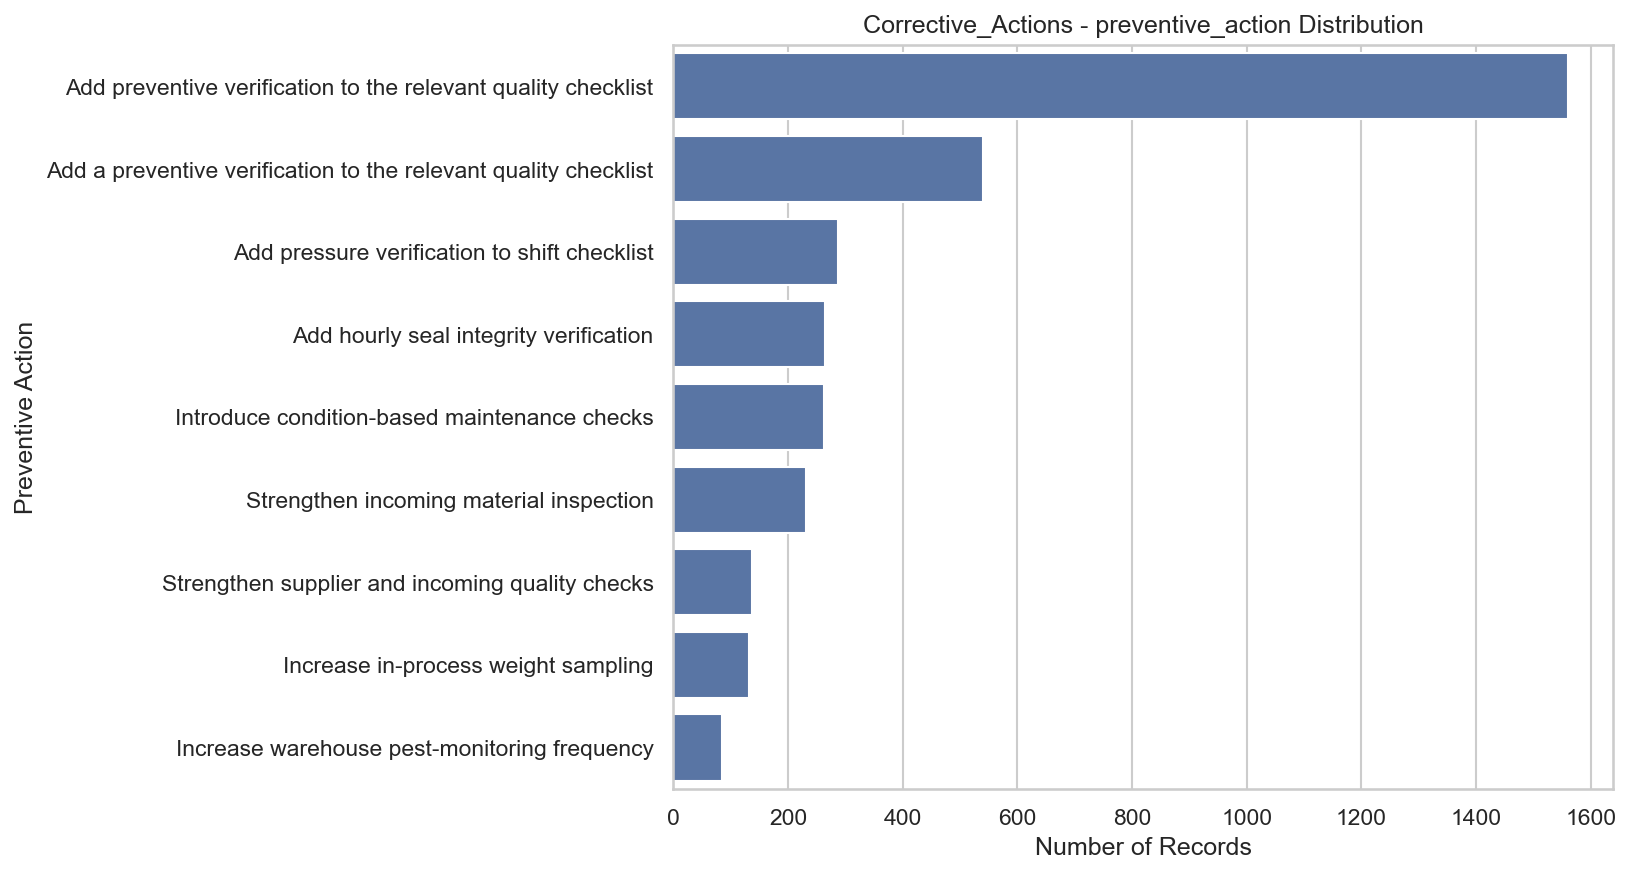 Corrective_Actions - preventive_action Distribution
Preventive Action
Add preventive verification to the relevant quality checklist
Add a preventive verification to the relevant quality checklist
Add pressure verification to shift checklist
Add hourly seal integrity verification
Introduce condition-based maintenance checks
Strengthen incoming material inspection
Strengthen supplier and incoming quality checks
Increase in-process weight sampling
Increase warehouse pest-monitoring frequency
0 200 400 600 800 1000 1200 1400 1600
Number of Records